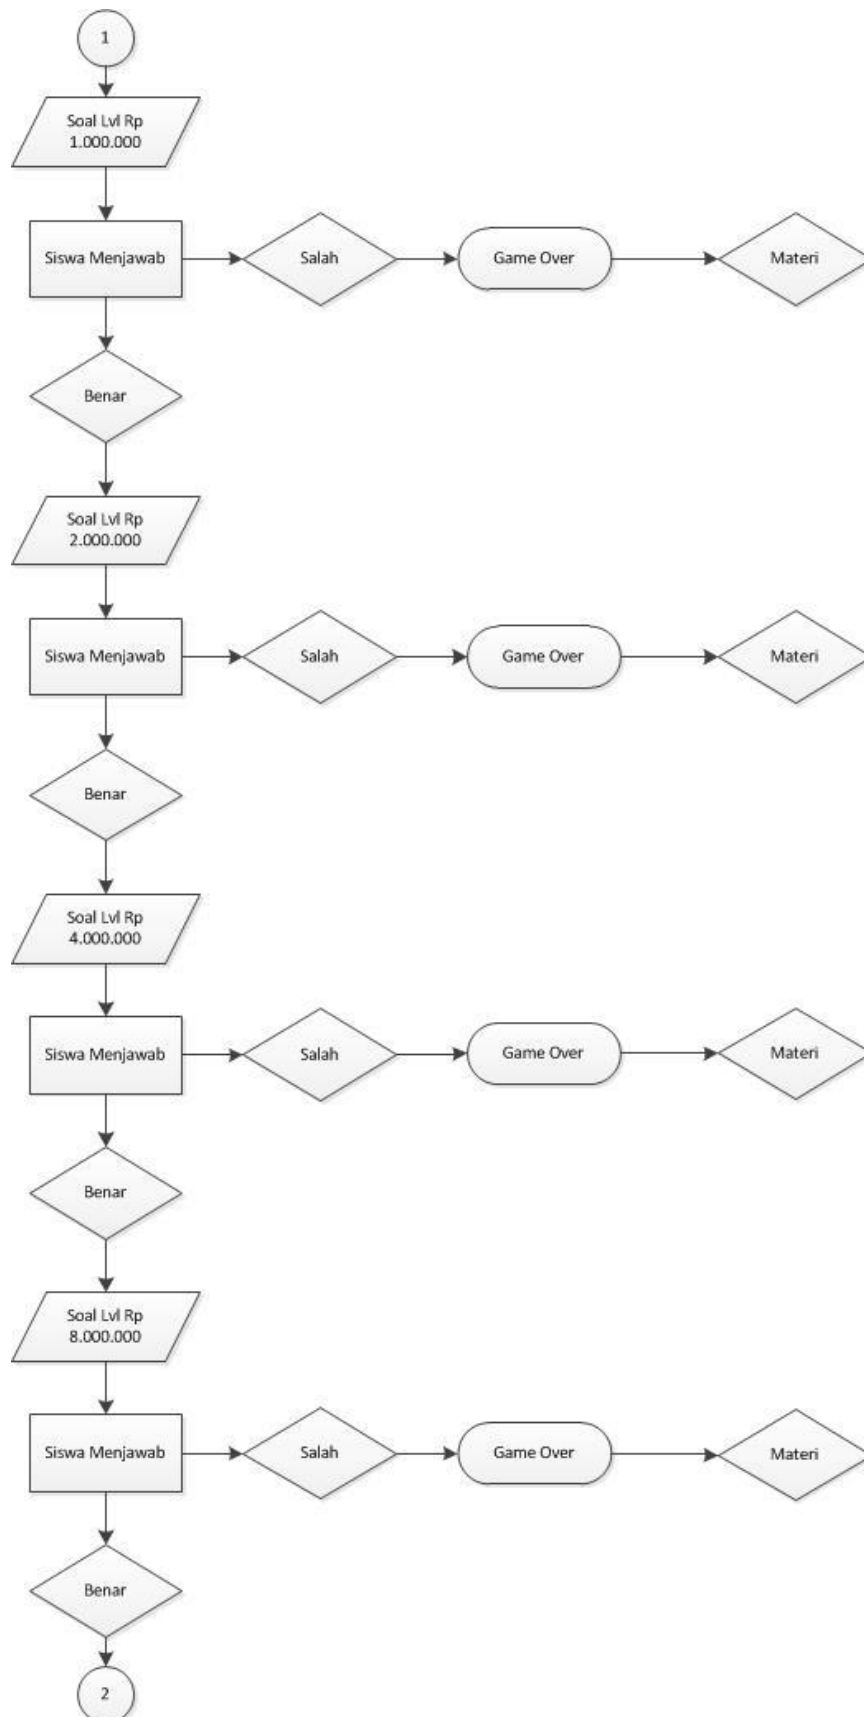 1
Soal Lvl Rp
1.000.000
Siswa Menjawab
Salah
Game Over
Materi
Benar
Soal Lvl Rp
2.000.000
Siswa Menjawab
Salah
Game Over
Materi
Benar
Soal Lvl Rp
4.000.000
Siswa Menjawab
Salah
Game Over
Materi
Benar
Soal Lvl Rp
8.000.000
Siswa Menjawab
Salah
Game Over
Materi
Benar
2